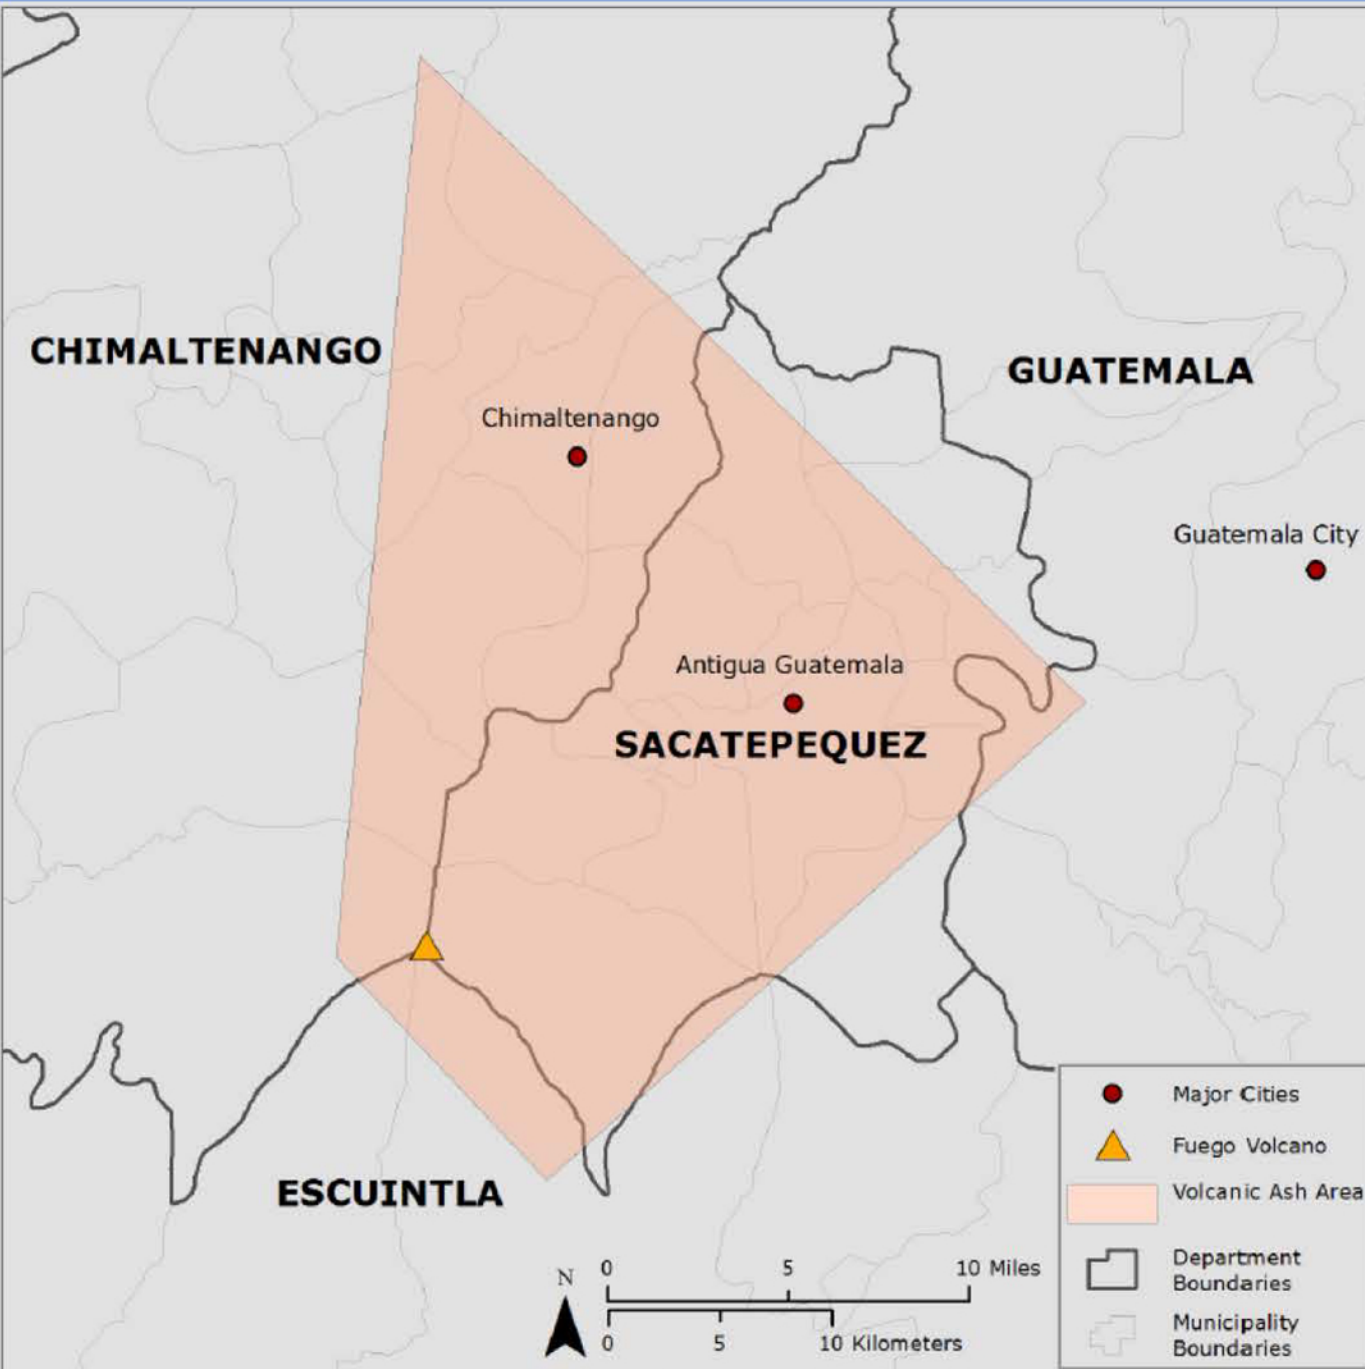 CHIMALTENANGO
GUATEMALA
Chimaltenango
Guatemala City
Antigua Guatemala
SACATEPEQUEZ
ESCUINTLA
N
0 5 10 Miles
0 5 10 Kilometers
Major Cities
Fuego Volcano
Volcanic Ash Area
Department
Boundaries
Municipality
Boundaries